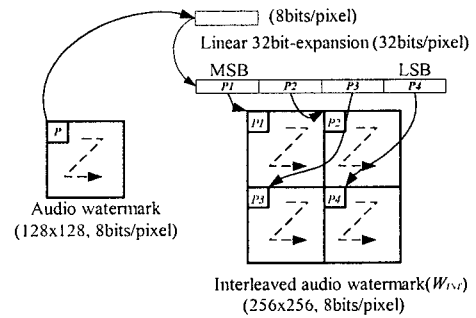 (8bits/pixel)
Linear 32bit-expansion (32bits/pixel)
MSB LSB
P1 P2 P3 P4
P P1 P2
Audio watermark
(128x128, 8bits/pixel)
P3 P4
Interleaved audio watermark(
(256x256, 8bits/pixel)